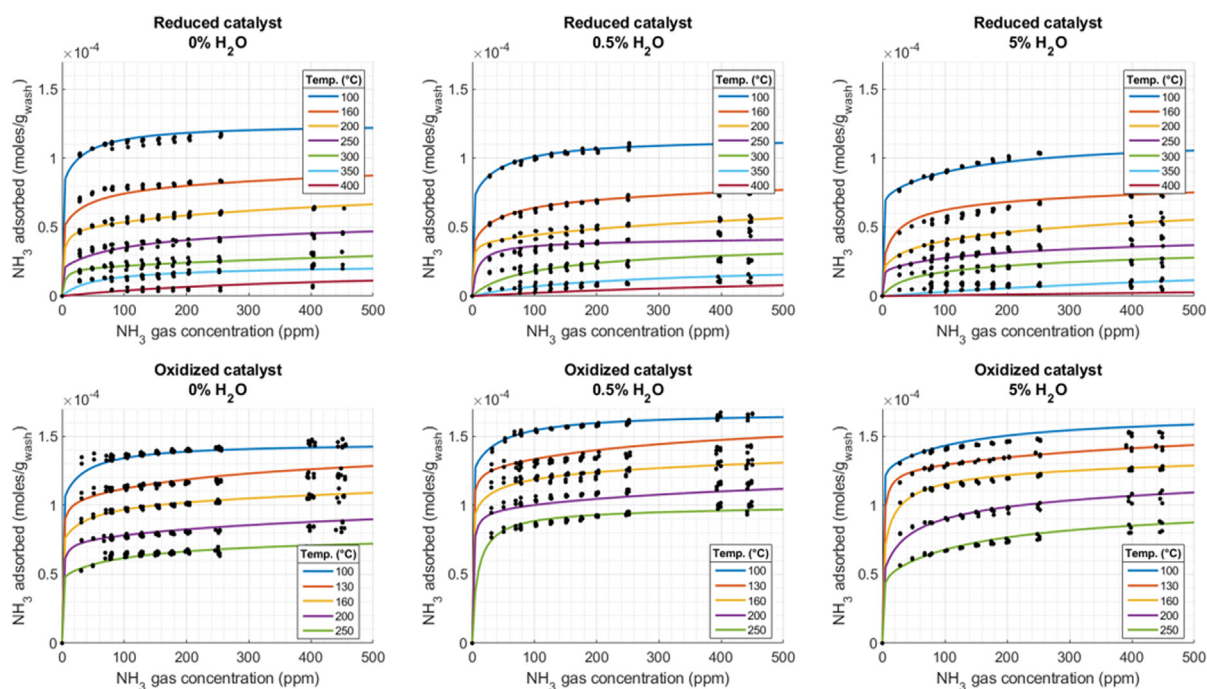 Reduced catalyst
0% H2O
×10-4
1.5
1
0.5
0
NH3 adsorbed (moles/gwash)
0 100 200 300 400 500
NH3 gas concentration (ppm)
Temp. (°C)
100
160
200
250
300
350
400
Reduced catalyst
0.5% H2O
×10-4
1.5
1
0.5
0
NH3 adsorbed (moles/gwash)
0 100 200 300 400 500
NH3 gas concentration (ppm)
Temp. (°C)
100
160
200
250
300
350
400
Reduced catalyst
5% H2O
×10-4
1.5
1
0.5
0
NH3 adsorbed (moles/gwash)
0 100 200 300 400 500
NH3 gas concentration (ppm)
Temp. (°C)
100
160
200
250
300
350
400
Oxidized catalyst
0% H2O
×10-4
1.5
1
0.5
0
NH3 adsorbed (moles/gwash)
0 100 200 300 400 500
NH3 gas concentration (ppm)
Temp. (°C)
100
130
160
200
250
Oxidized catalyst
0.5% H2O
×10-4
1.5
1
0.5
0
NH3 adsorbed (moles/gwash)
0 100 200 300 400 500
NH3 gas concentration (ppm)
Temp. (°C)
100
130
160
200
250
Oxidized catalyst
5% H2O
×10-4
1.5
1
0.5
0
NH3 adsorbed (moles/gwash)
0 100 200 300 400 500
NH3 gas concentration (ppm)
Temp. (°C)
100
130
160
200
250